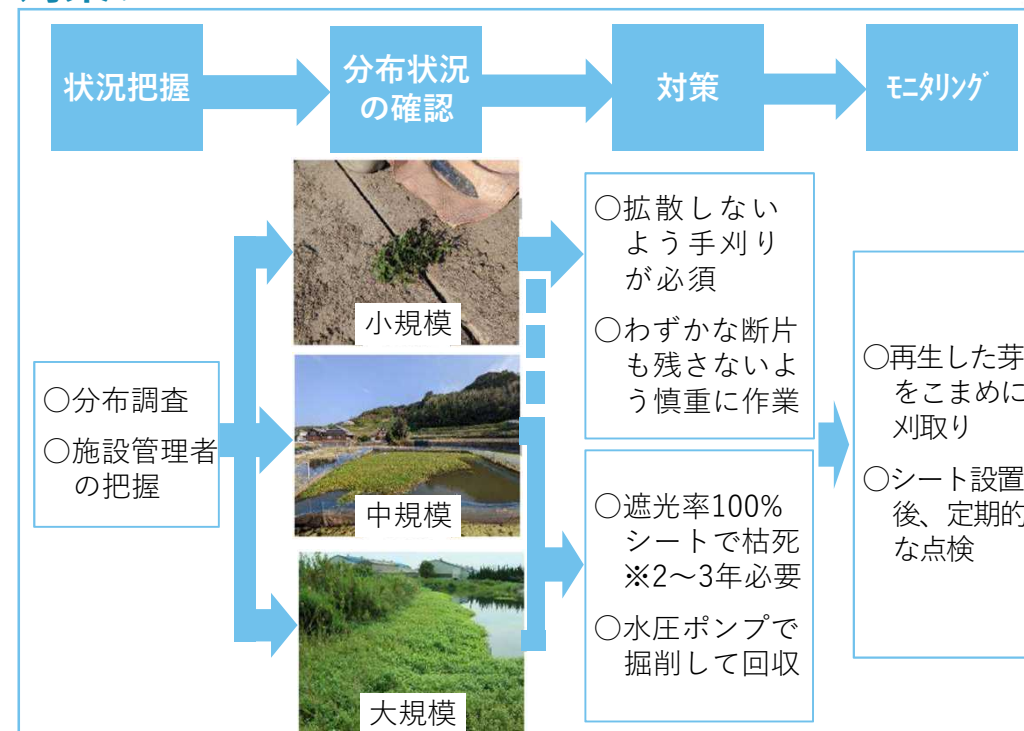 状況把握
分布状況
の確認
対策
ﾓﾆﾀﾘﾝｸﾞ
○分布調査
○施設管理者
の把握
小規模
中規模
大規模
○拡散しない
よう手刈り
が必須
○わずかな断片
も残さないよ
う慎重に作業
○遮光率100%
シートで枯死
※2～3年必要
○水圧ポンプで
掘削して回収
○再生した芽
をこまめに
刈取り
○シート設置
後、定期的
な点検